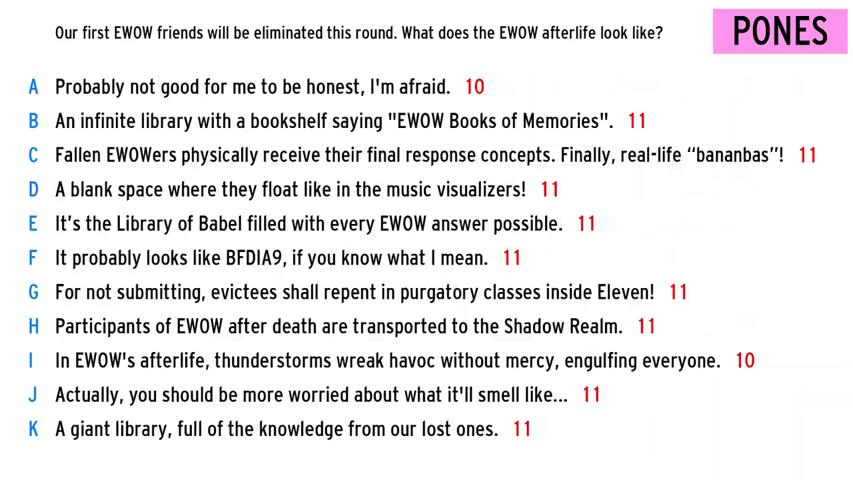 Our first EWOW friends will be eliminated this round. What does the EWOW afterlife look like?
PONES
A Probably not good for me to be honest, I'm afraid. 10
B An infinite library with a bookshelf saying "EWOW Books of Memories". 11
C Fallen EWOWers physically receive their final response concepts. Finally, real-life “bananbas”! 11
D A blank space where they float like in the music visualizers! 11
E It’s the Library of Babel filled with every EWOW answer possible. 11
F It probably looks like BFDIA9, if you know what I mean. 11
G For not submitting, evictees shall repent in purgatory classes inside Eleven! 11
H Participants of EWOW after death are transported to the Shadow Realm. 11
I In EWOW's afterlife, thunderstorms wreak havoc without mercy, engulfing everyone. 10
J Actually, you should be more worried about what it'll smell like... 11
K A giant library, full of the knowledge from our lost ones. 11